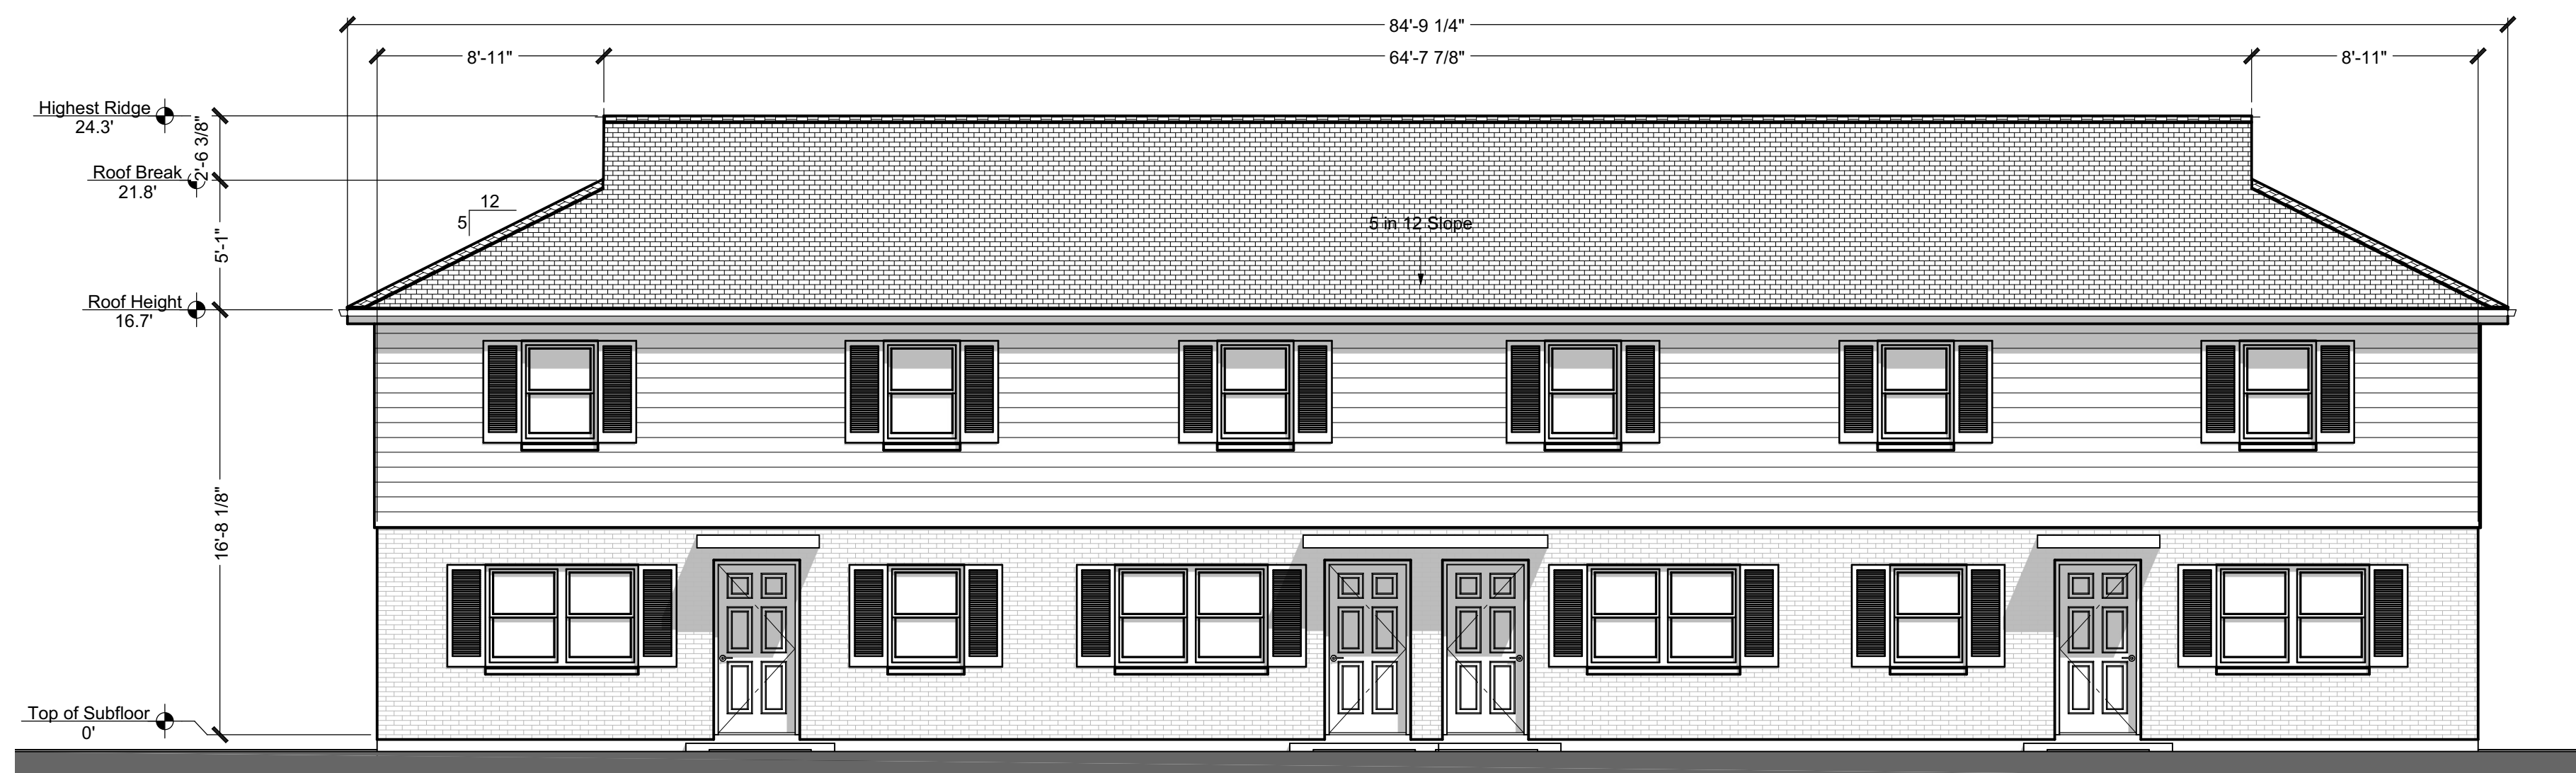 84'-9 1/4"
8'-11"
64'-7 7/8"
8'-11"
Highest Ridge
24.3'
2'-6 3/8"
Roof Break
21.8'
12
5
5'-1"
5 in 12 Slope
Roof Height
16.7'
16'-8 1/8"
Top of Subfloor
0'